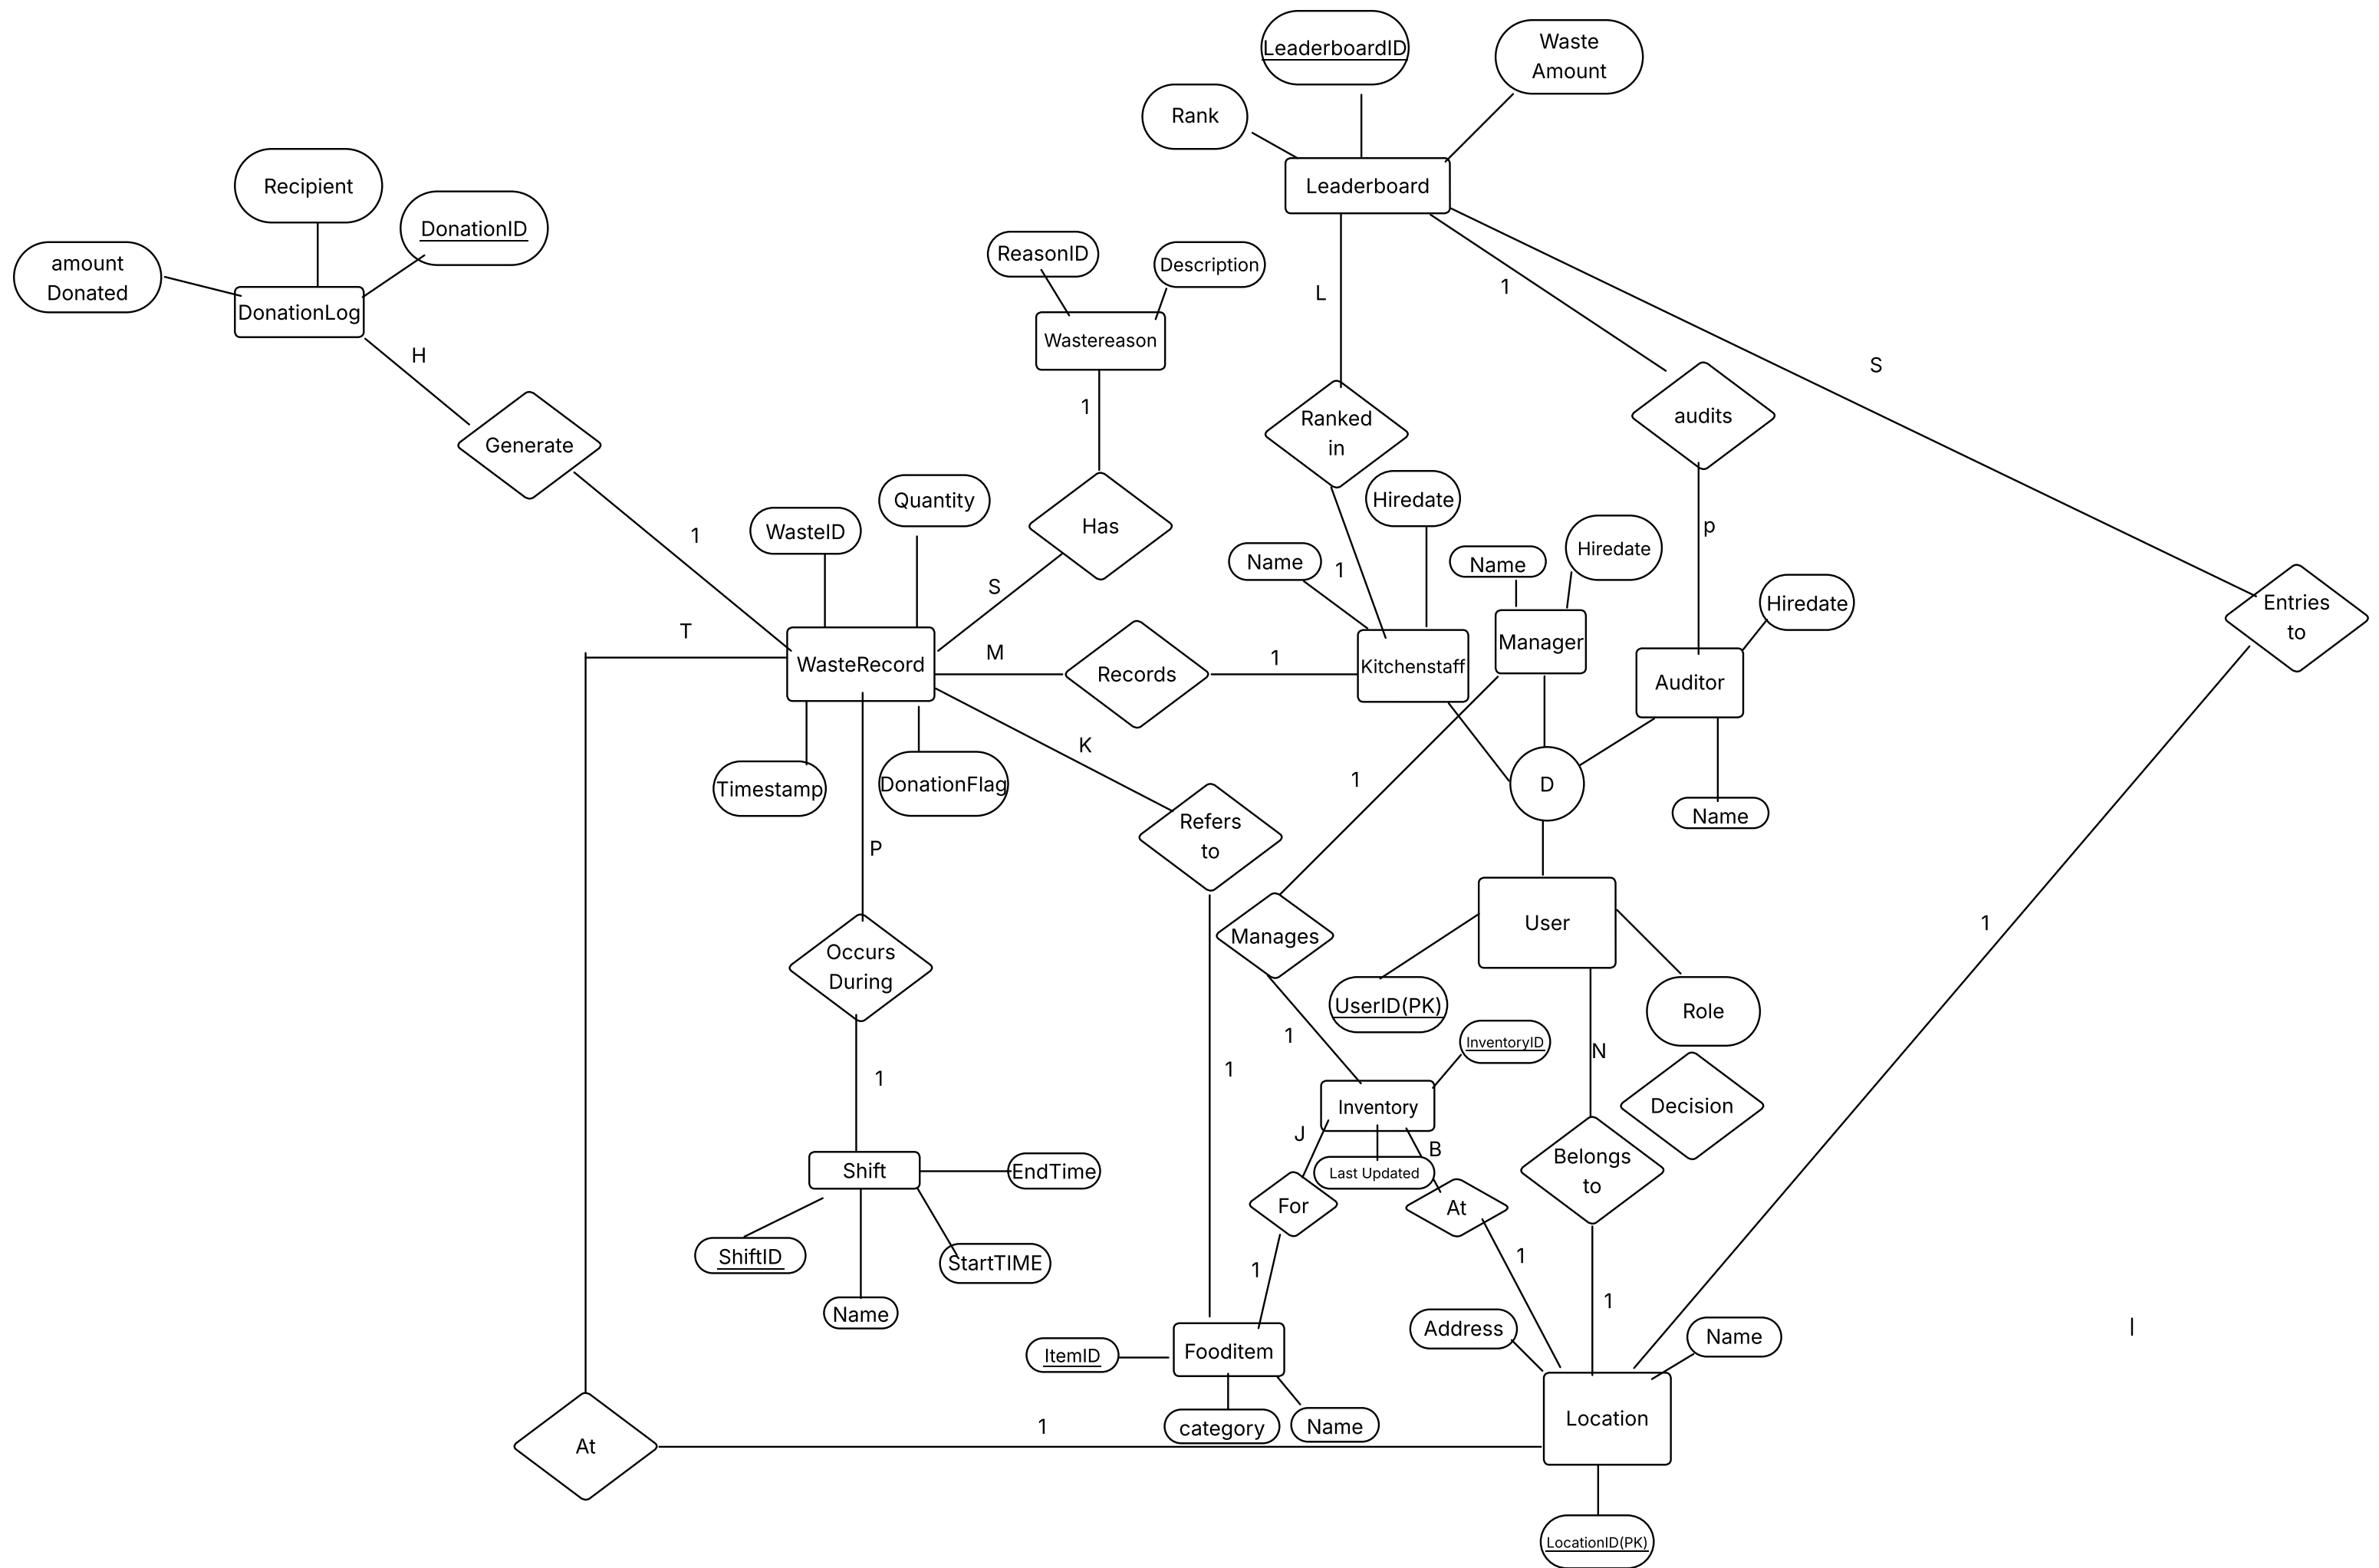 LeaderboardID
Waste
Amount
Rank
Leaderboard
Recipient
DonationID
amount
Donated
DonationLog
ReasonID
Description
Wastereason
L
1
H
S
1
Generate
Ranked
in
audits
Quantity
WasteID
Has
Hiredate
p
1
Name
1
Name
Hiredate
S
Hiredate
Entries
to
T
WasteRecord
M
Records
1
Kitchenstaff
Manager
Auditor
K
1
Timestamp
DonationFlag
D
Name
P
Refers
to
Manages
User
1
Occurs
During
UserID(PK)
Role
1
InventoryID
N
1
1
Inventory
Decision
J
B
Shift
EndTime
Last Updated
Belongs
to
For
At
ShiftID
StartTIME
1
1
1
Name
Address
Name
I
ItemID
Fooditem
category
Name
Location
At
1
LocationID(PK)